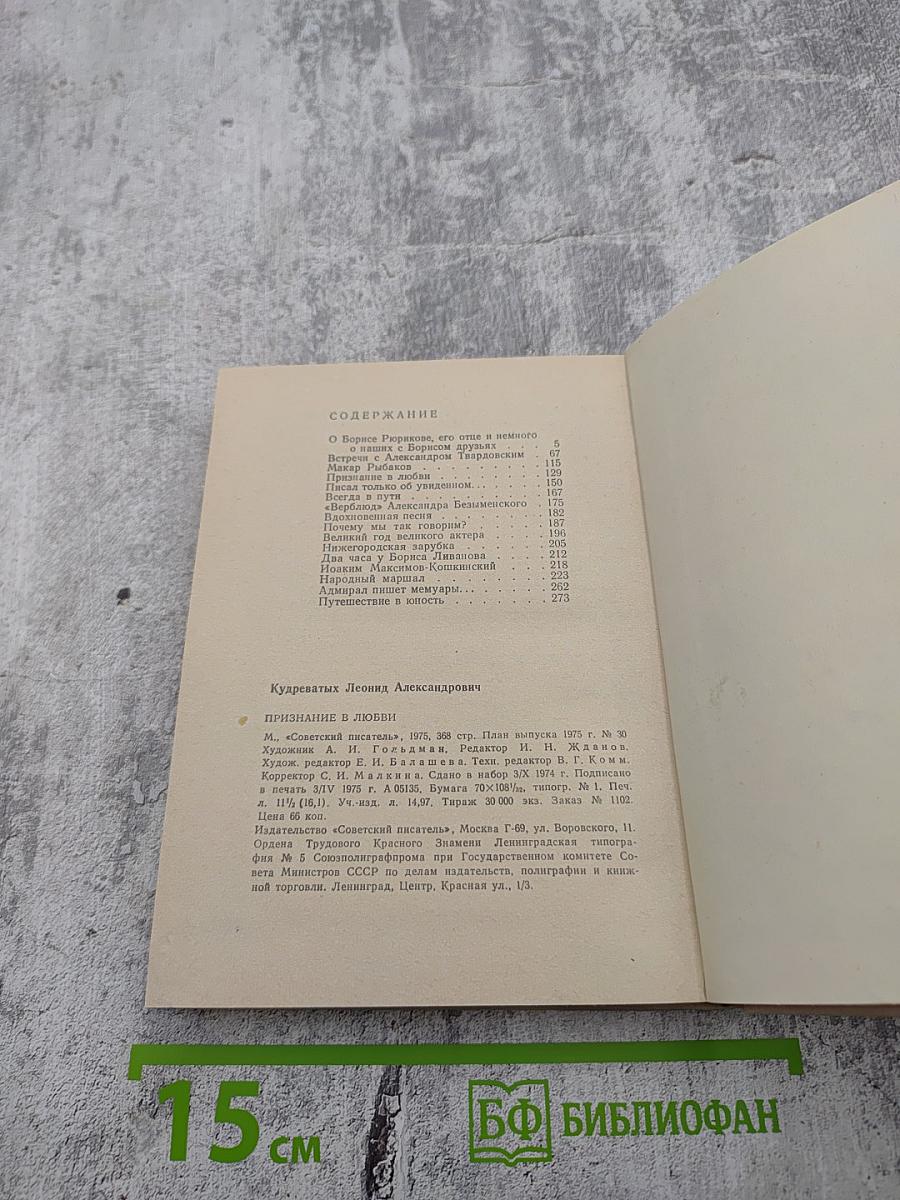 СОДЕРЖАНИЕ
О Борисе Рюрикове, его отце и немного
о наших с Борисом друзьях . . . 5
Встречи с Александром Твардовским . 67
Макар Рыбаков . . . . . . . . 115
Признание в любви . . . . . . . 129
Писал только об увиденном... . . . . 150
Всегда в пути . . . . . . . . . 167
«Верблюд» Александра Безыменского . 175
Вдохновенная песня . . . . . . . 182
Почему мы так говорим? . . . . . 187
Великий год великого актера . . . . 196
Нижегородская зарубка . . . . . . 205
Два часа у Бориса Ливанова . . . . 212
Иоаким Максимов-Кошкинский . . . 218
Народный маршал . . . . . . . . 223
Адмирал пишет мемуары... . . . . . 262
Путешествие в юность . . . . . . 273
Кудреватых Леонид Александрович
ПРИЗНАНИЕ В ЛЮБВИ
М., «Советский писатель», 1975, 368 стр. План выпуска 1975 г. № 30
Художник А. И. Гольдман, Редактор И. Н. Жданов.
Худож. редактор Е. И. Балашева. Техн. редактор В. Г. Комм.
Корректор С. И. Малкина. Сдано в набор 3/X 1974 г. Подписано
в печать 3/IV 1975 г. А 05135. Бумага 70×108¹/₃₂, типогр. № 1. Печ.
л. 11¹/₂ (16,1). Уч.-изд. л. 14,97. Тираж 30 000 экз. Заказ № 1102.
Цена 66 коп.
Издательство «Советский писатель», Москва Г-69, ул. Воровского, 11.
Ордена Трудового Красного Знамени Ленинградская типогра-
фия № 5 Союзполиграфпрома при Государственном комитете Со-
вета Министров СССР по делам издательств, полиграфии и книж-
ной торговли. Ленинград, Центр, Красная ул., 1/3.
15 см
БФ БИБЛИОФАН